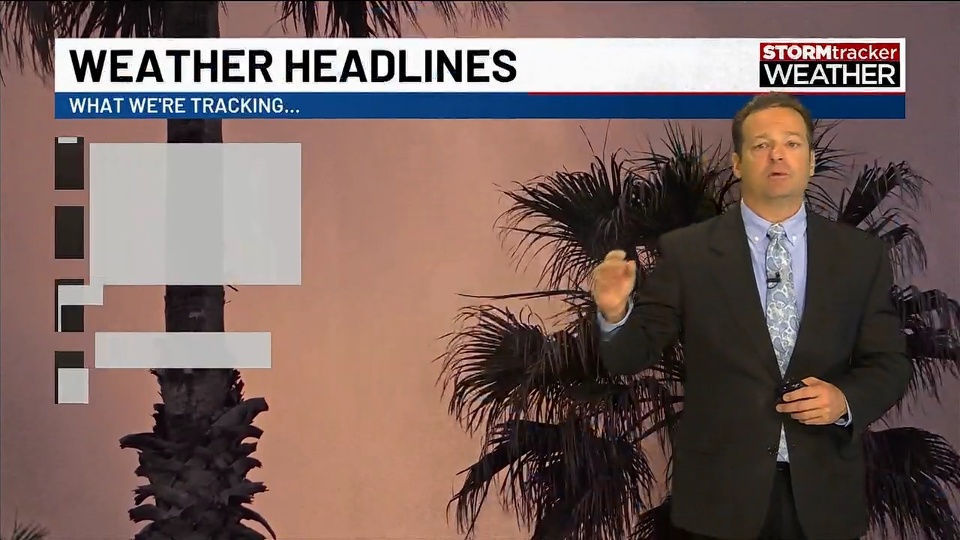 WEATHER HEADLINES
WHAT WE'RE TRACKING...
STORMtracker
WEATHER